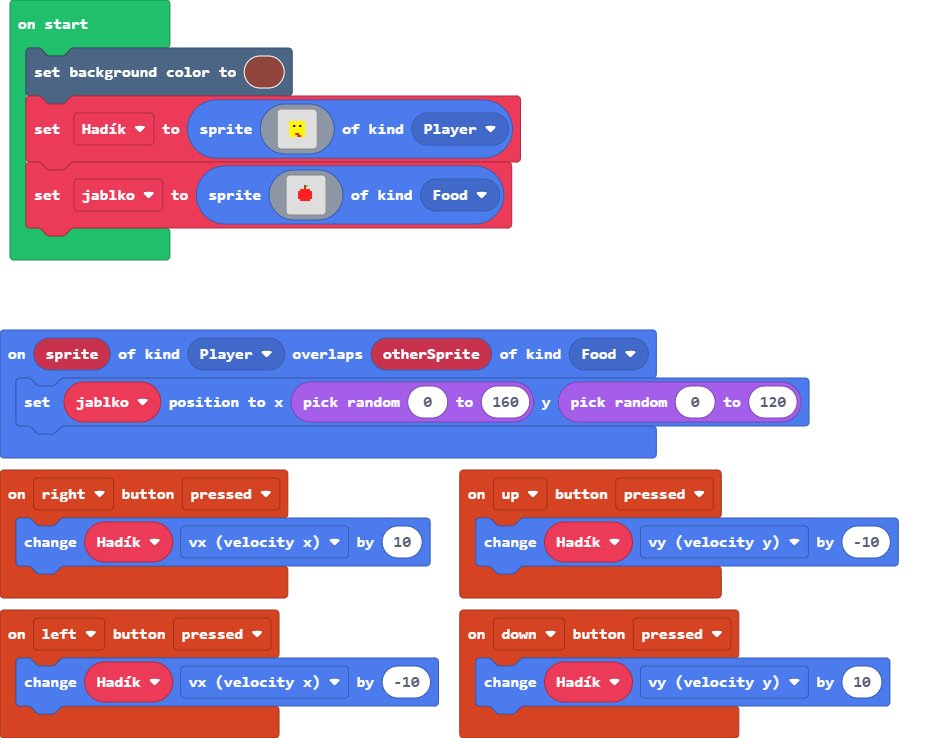 on start
set background color to
set Hadík to sprite of kind Player
set jablko to sprite of kind Food
on sprite of kind Player overlaps otherSprite of kind Food
set jablko position to x pick random 0 to 160 y pick random 0 to 120
on right button pressed
change Hadík vx (velocity x) by 10
on up button pressed
change Hadík vy (velocity y) by -10
on left button pressed
change Hadík vx (velocity x) by -10
on down button pressed
change Hadík vy (velocity y) by 10